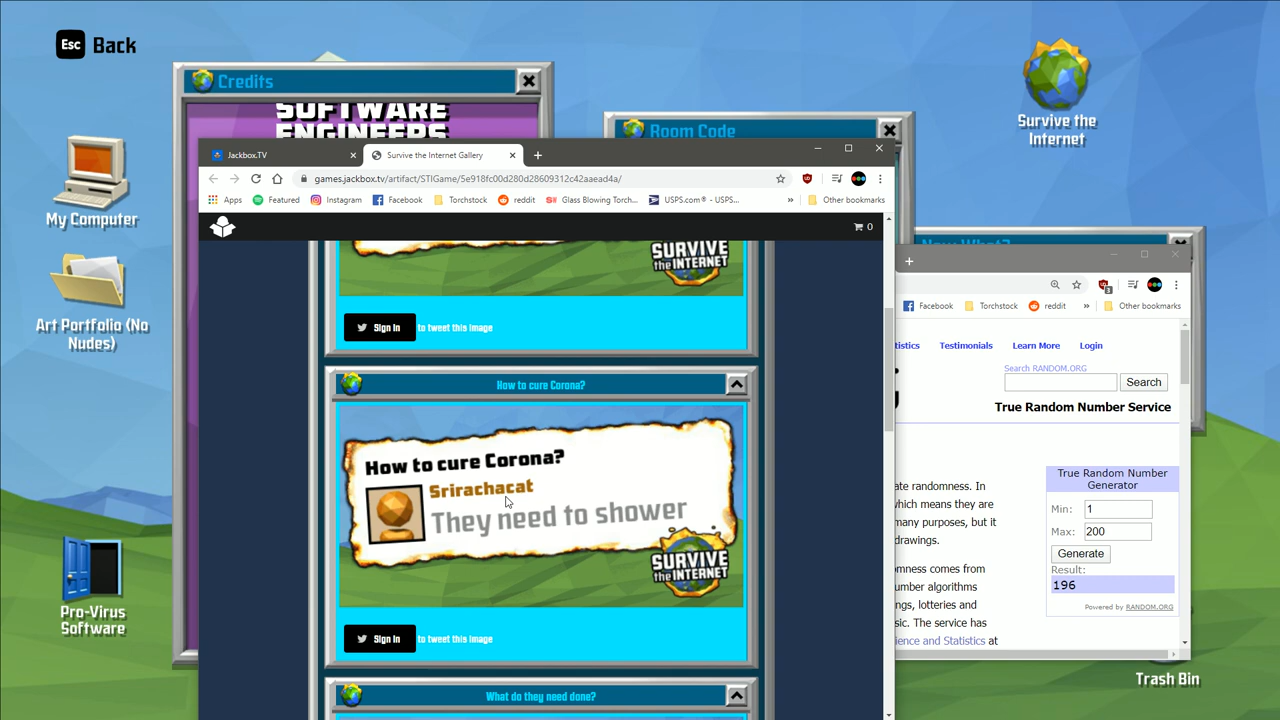 Esc Back
Credits
SOFTWARE
ENGINEERS
Room Code
Survive the
Internet
My Computer
Art Portfolio (No
Nudes)
Pro-Virus
Software
Trash Bin
Jackbox.TV
Survive the Internet Gallery
games.jackbox.tv/artifact/STIGame/5e918fc00d280d28609312c42aaead4a/
Apps Featured Instagram Facebook Torchstock reddit Glass Blowing Torch... USPS.com® - USPS... » Other bookmarks
0
SURVIVE
the INTERNET
Sign in to tweet this image
How to cure Corona?
How to cure Corona?
Srirachacat
They need to shower
SURVIVE
the INTERNET
Sign in to tweet this image
What do they need done?
Now What?
3
Facebook Torchstock reddit » Other bookmarks
tistics Testimonials Learn More Login
Search RANDOM.ORG
Search
True Random Number Service
True Random Number
Generator
Min: 1
Max: 200
Generate
Result:
196
Powered by RANDOM.ORG
ate randomness. In
which means they are
many purposes, but it
drawings.
mness comes from
umber algorithms
ngs, lotteries and
sic. The service has
ience and Statistics at